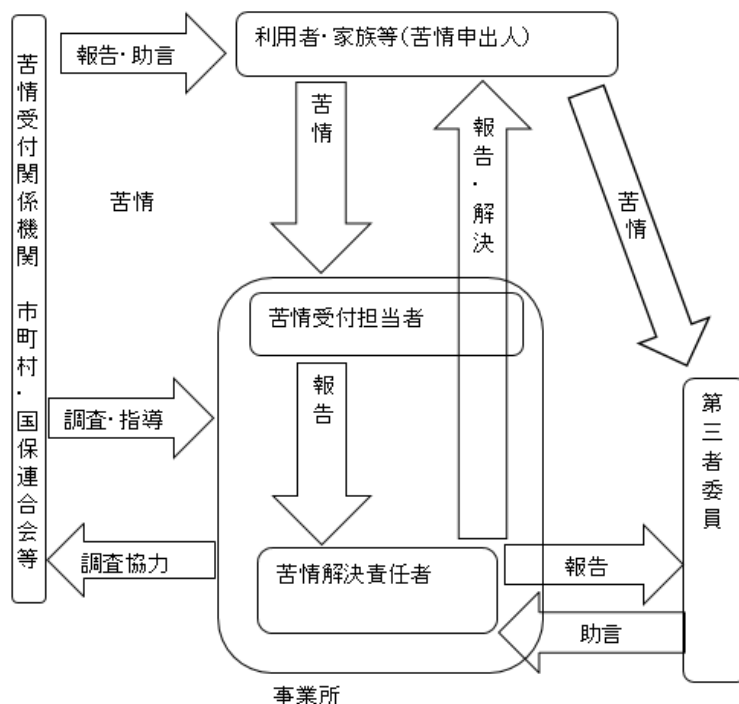 利用者・家族等(苦情申出人)
報告・助言
苦情受付関係機関　市町村・国保連合会等
苦情
苦情
報告・解決
苦情
苦情受付担当者
報告
調査・指導
第三者委員
調査協力
苦情解決責任者
報告
助言
事業所